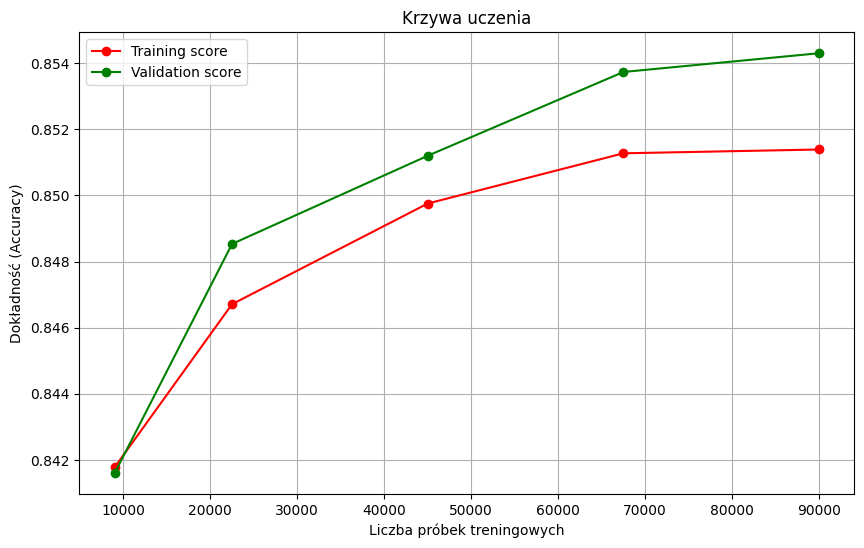 Krzywa uczenia
Training score
Validation score
0.854
0.852
0.850
0.848
0.846
0.844
0.842
Dokładność (Accuracy)
10000 20000 30000 40000 50000 60000 70000 80000 90000
Liczba próbek treningowych